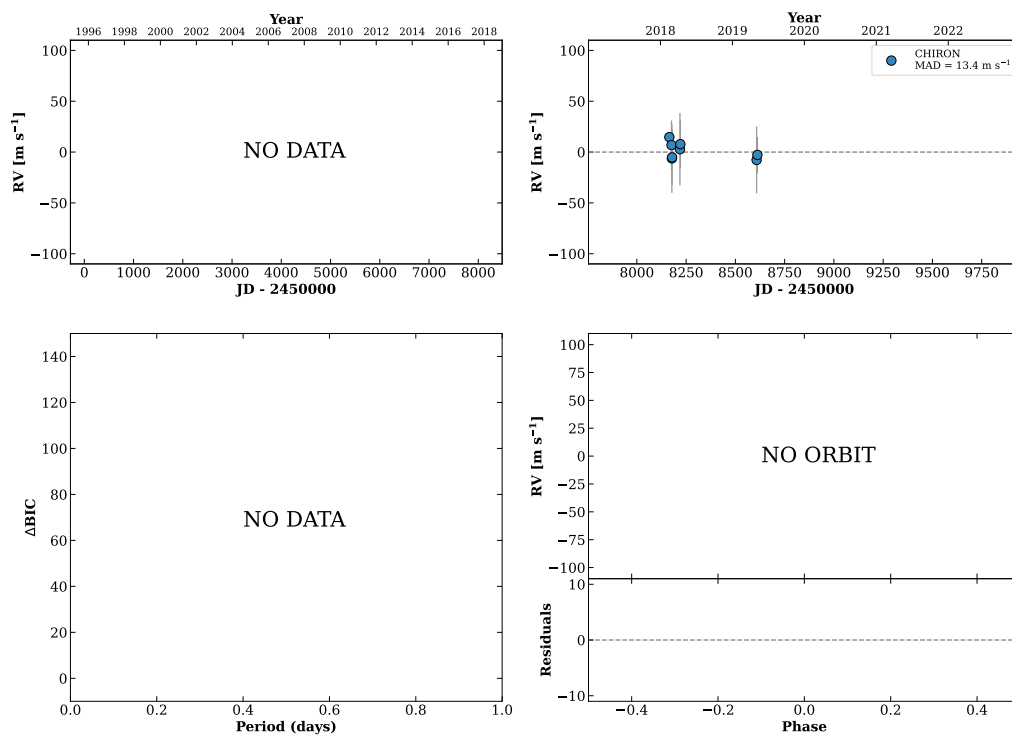 Year
1996 1998 2000 2002 2004 2006 2008 2010 2012 2014 2016 2018
100
50
0
−50
−100
RV [m s⁻¹]
NO DATA
0 1000 2000 3000 4000 5000 6000 7000 8000
JD - 2450000
Year
2018 2019 2020 2021 2022
100
50
0
−50
−100
RV [m s⁻¹]
CHIRON
MAD = 13.4 m s⁻¹
8000 8250 8500 8750 9000 9250 9500 9750
JD - 2450000
140
120
100
80
60
40
20
0
ΔBIC
NO DATA
0.0 0.2 0.4 0.6 0.8 1.0
Period (days)
100
75
50
25
0
−25
−50
−75
−100
RV [m s⁻¹]
NO ORBIT
10
0
−10
Residuals
−0.4 −0.2 0.0 0.2 0.4
Phase